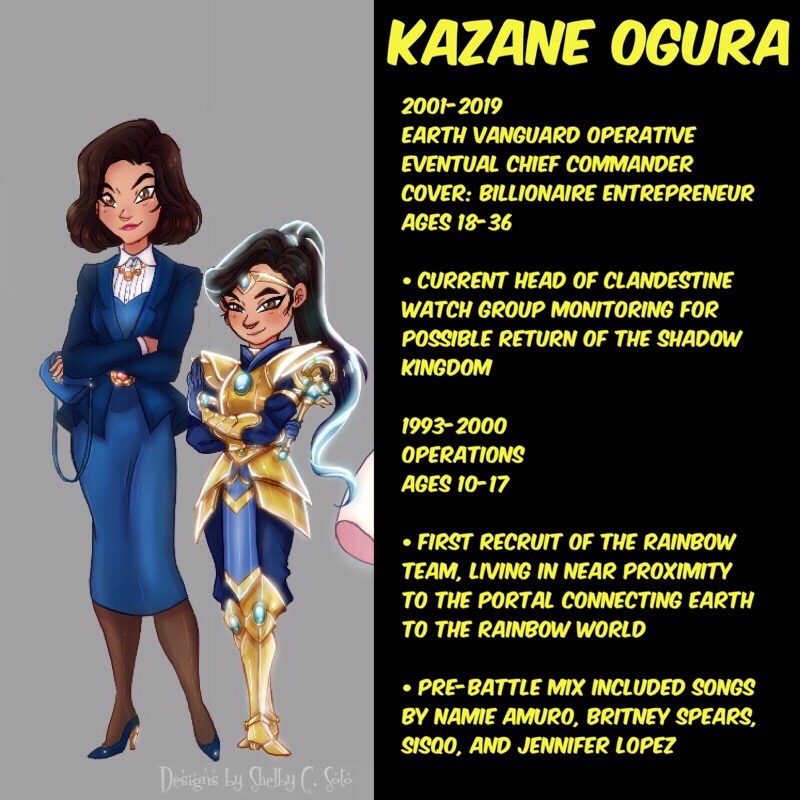 KAZANE OGURA
2001-2019
EARTH VANGUARD OPERATIVE
EVENTUAL CHIEF COMMANDER
COVER: BILLIONAIRE ENTREPRENEUR
AGES 18-36
• CURRENT HEAD OF CLANDESTINE
WATCH GROUP MONITORING FOR
POSSIBLE RETURN OF THE SHADOW
KINGDOM
1993-2000
OPERATIONS
AGES 10-17
• FIRST RECRUIT OF THE RAINBOW
TEAM, LIVING IN NEAR PROXIMITY
TO THE PORTAL CONNECTING EARTH
TO THE RAINBOW WORLD
• PRE-BATTLE MIX INCLUDED SONGS
BY NAMIE AMURO, BRITNEY SPEARS,
SISQO, AND JENNIFER LOPEZ
Designs by Shelby C. Soto